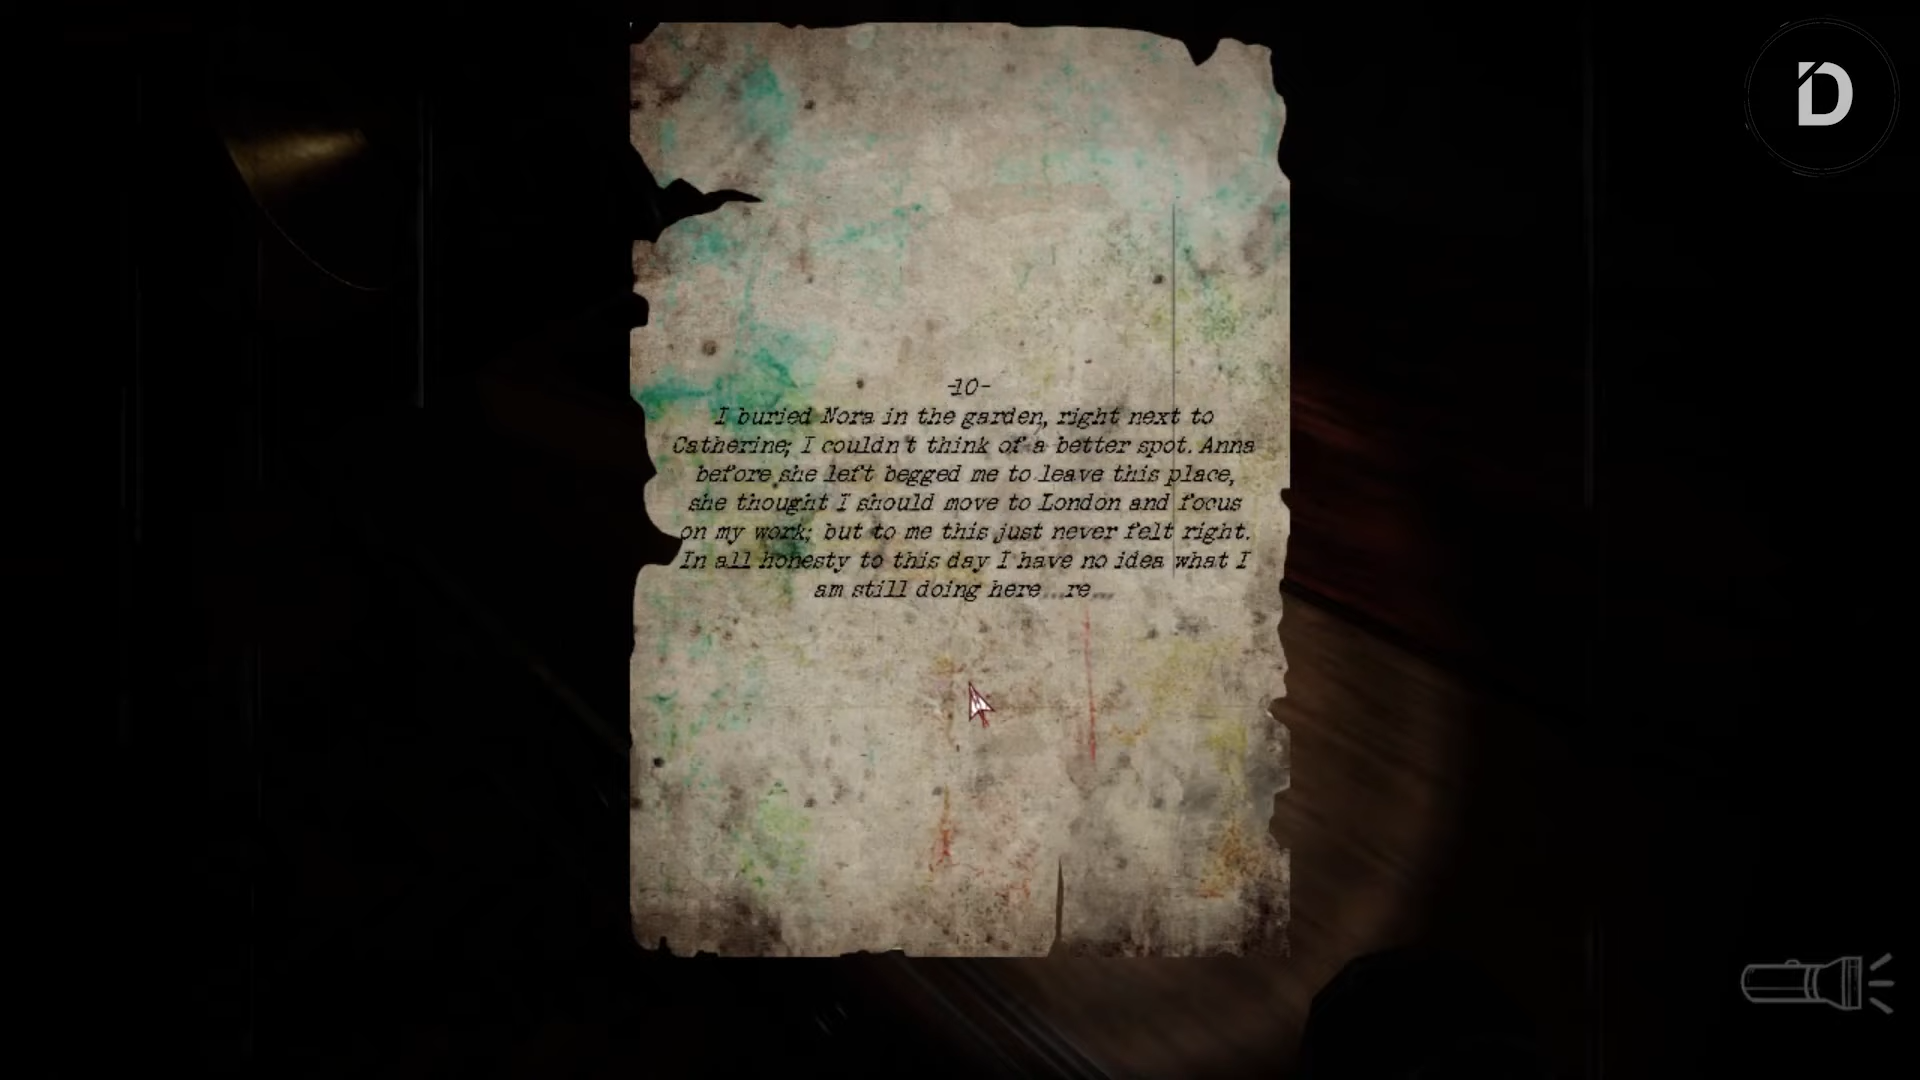 D
-10-
I buried Nora in the garden, right next to
Catherine; I couldn't think of a better spot. Anna
before she left begged me to leave this place,
she thought I should move to London and focus
on my work; but to me this just never felt right.
In all honesty to this day I have no idea what I
am still doing here...re...